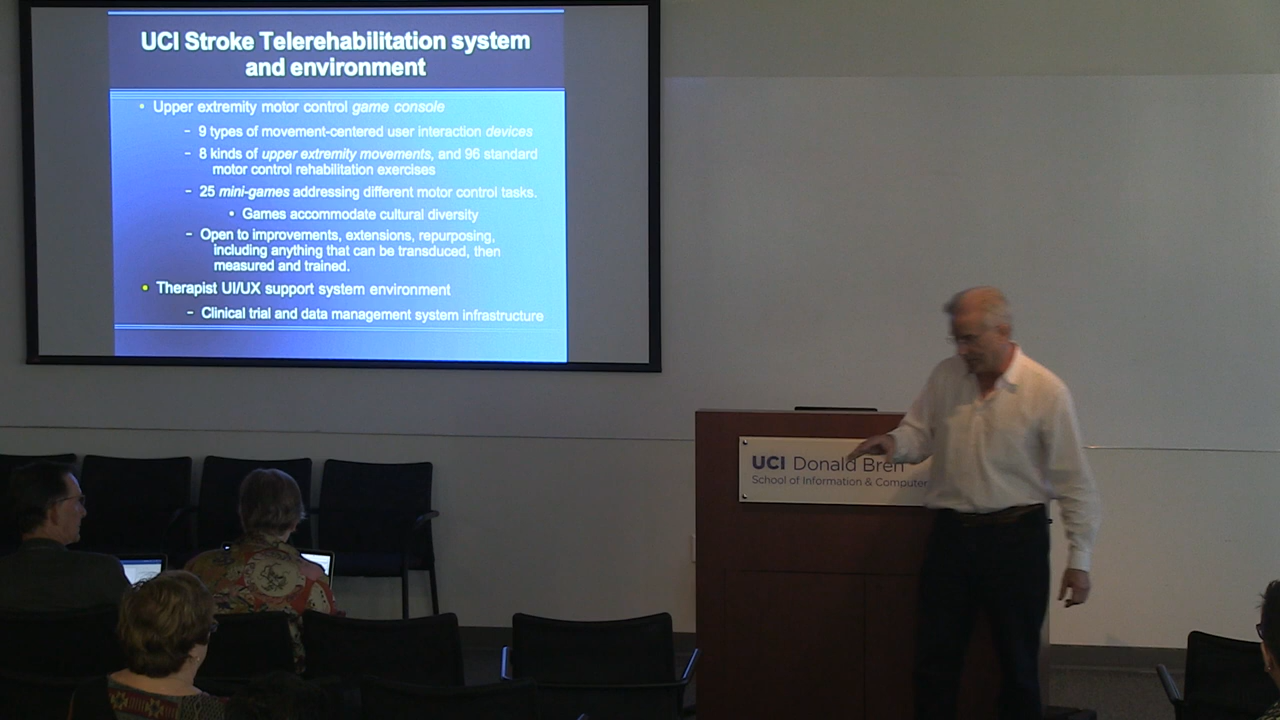 UCI Stroke Telerehabilitation system
and environment
• Upper extremity motor control game console
– 9 types of movement-centered user interaction devices
– 8 kinds of upper extremity movements, and 96 standard
motor control rehabilitation exercises
– 25 mini-games addressing different motor control tasks.
• Games accommodate cultural diversity
– Open to improvements, extensions, repurposing,
including anything that can be transduced, then
measured and trained.
• Therapist UI/UX support system environment
– Clinical trial and data management system infrastructure
UCI Donald Bren
School of Information & Computer